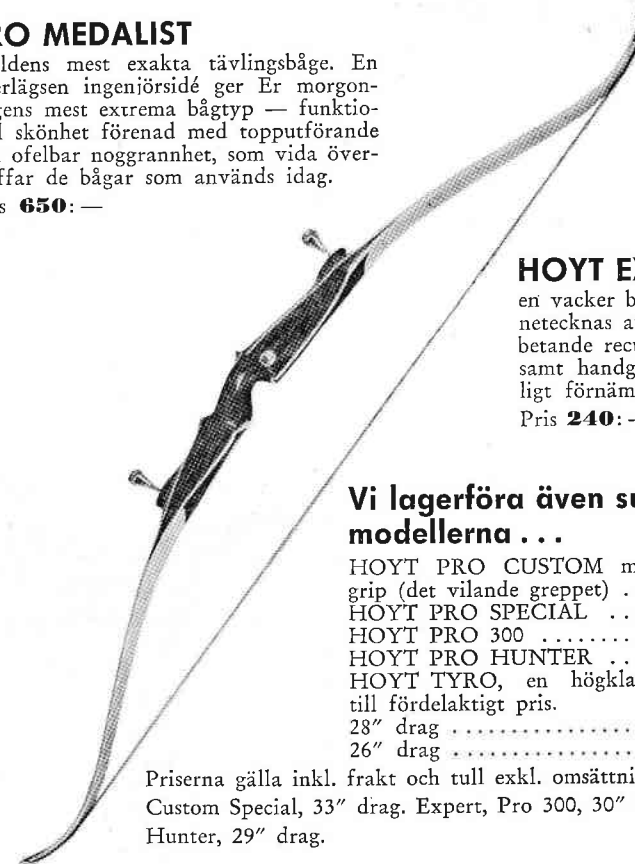 RO MEDALIST
ldens mest exakta tävlingsbåge. En
erlägsen ingenjörsidé ger Er morgon-
gens mest extrema bågtyp — funktio-
l skönhet förenad med topputförande
ofelbar noggrannhet, som vida över-
ffar de bågar som används idag.
s 650: —
HOYT EX
en vacker b
netecknas a
betande recu
samt handg
ligt förnäm
Pris 240: -
Vi lagerföra även su
modellerna . . .
HOYT PRO CUSTOM m
grip (det vilande greppet) .
HOYT PRO SPECIAL . .
HOYT PRO 300 . . . . . . . .
HOYT PRO HUNTER . .
HOYT TYRO, en högkla
till fördelaktigt pris.
28″ drag . . . . . . . . . . . . . . . . .
26″ drag . . . . . . . . . . . . . . . . .
Priserna gälla inkl. frakt och tull exkl. omsättni
Custom Special, 33″ drag. Expert, Pro 300, 30″
Hunter, 29″ drag.